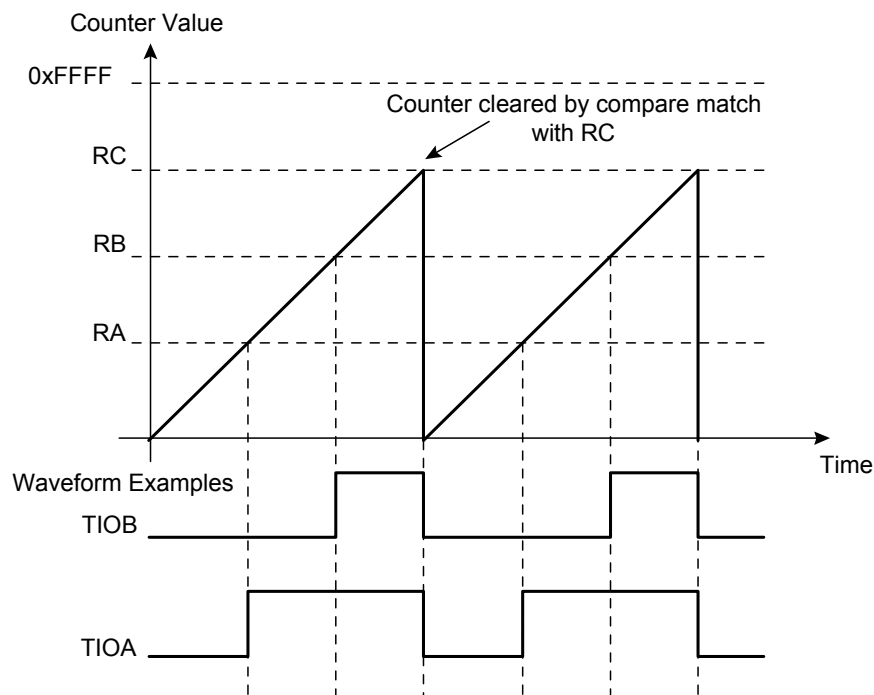 Counter Value
0xFFFF
Counter cleared by compare match
with RC
RC
RB
RA
Time
Waveform Examples
TIOB
TIOA